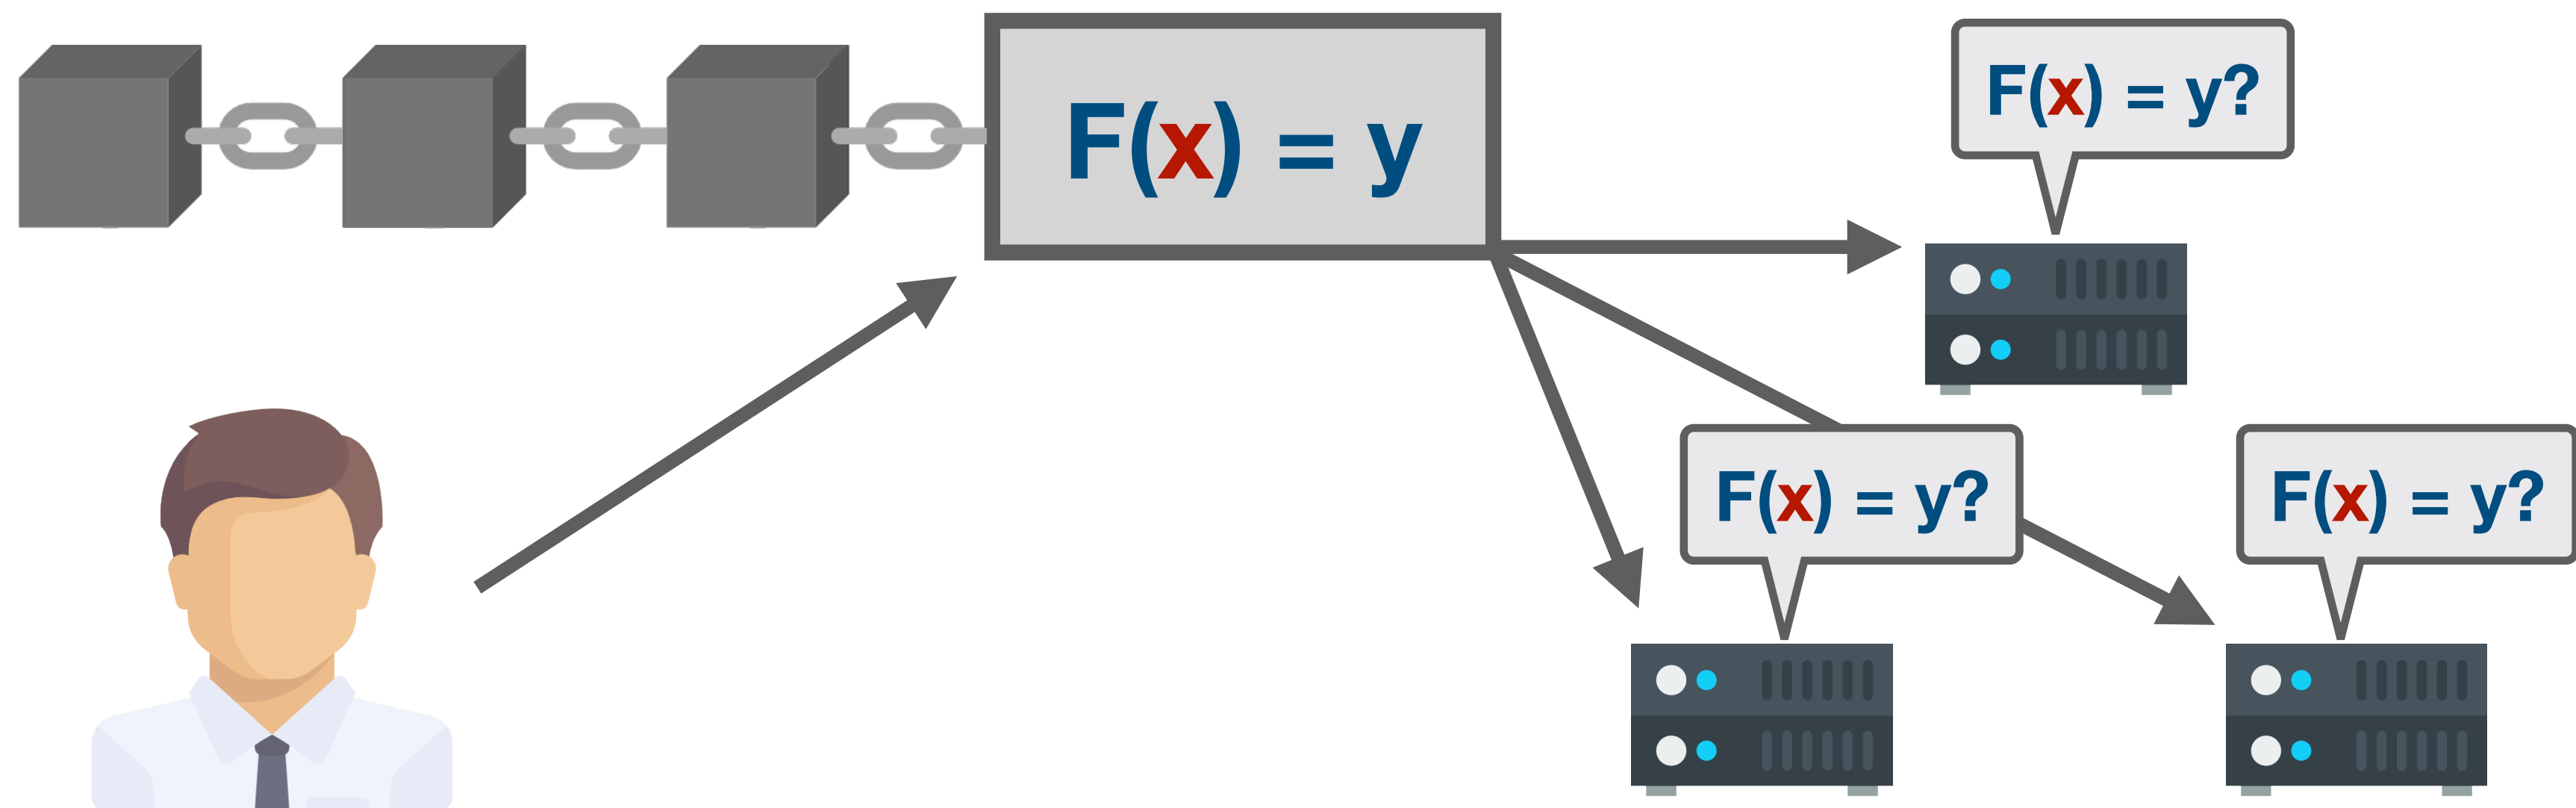 F(x) = y
F(x) = y?
F(x) = y?
F(x) = y?